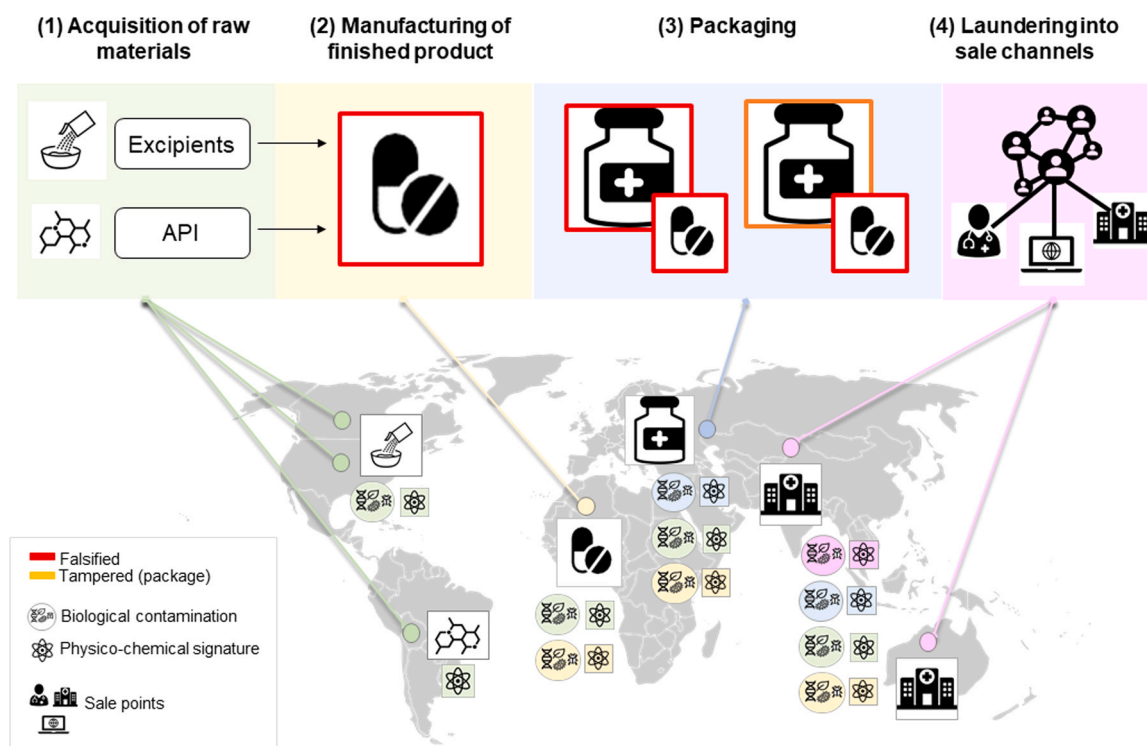 (1) Acquisition of raw
materials
(2) Manufacturing of
finished product
(3) Packaging
(4) Laundering into
sale channels
Excipients
API
Falsified
Tampered (package)
Biological contamination
Physico-chemical signature
Sale points